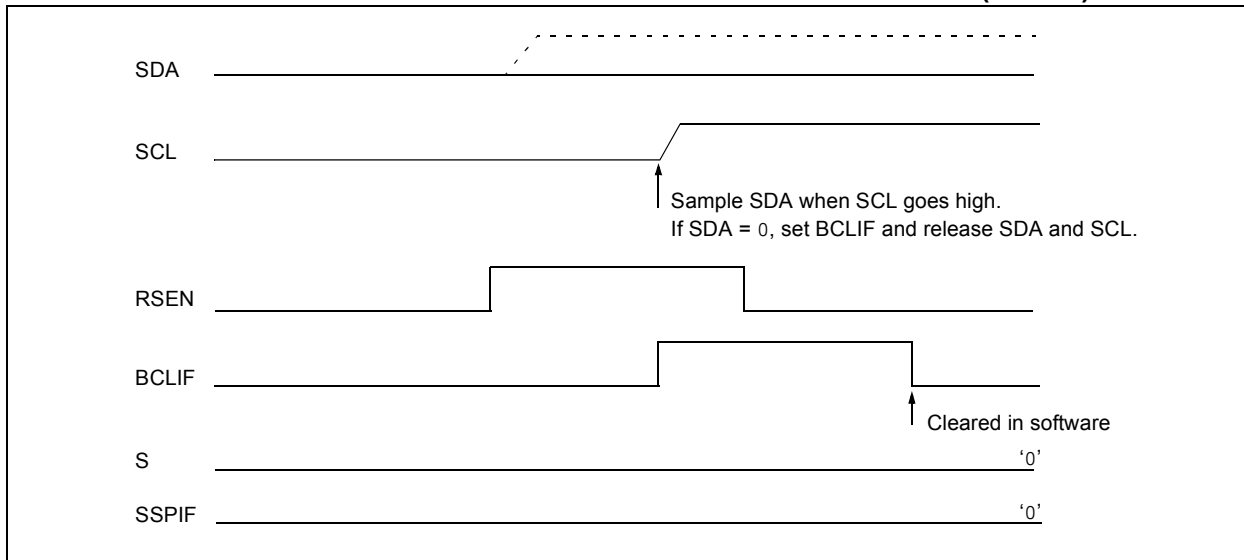 SDA
SCL
Sample SDA when SCL goes high.
If SDA = 0, set BCLIF and release SDA and SCL.
RSEN
BCLIF
Cleared in software
S
‘0’
SSPIF
‘0’